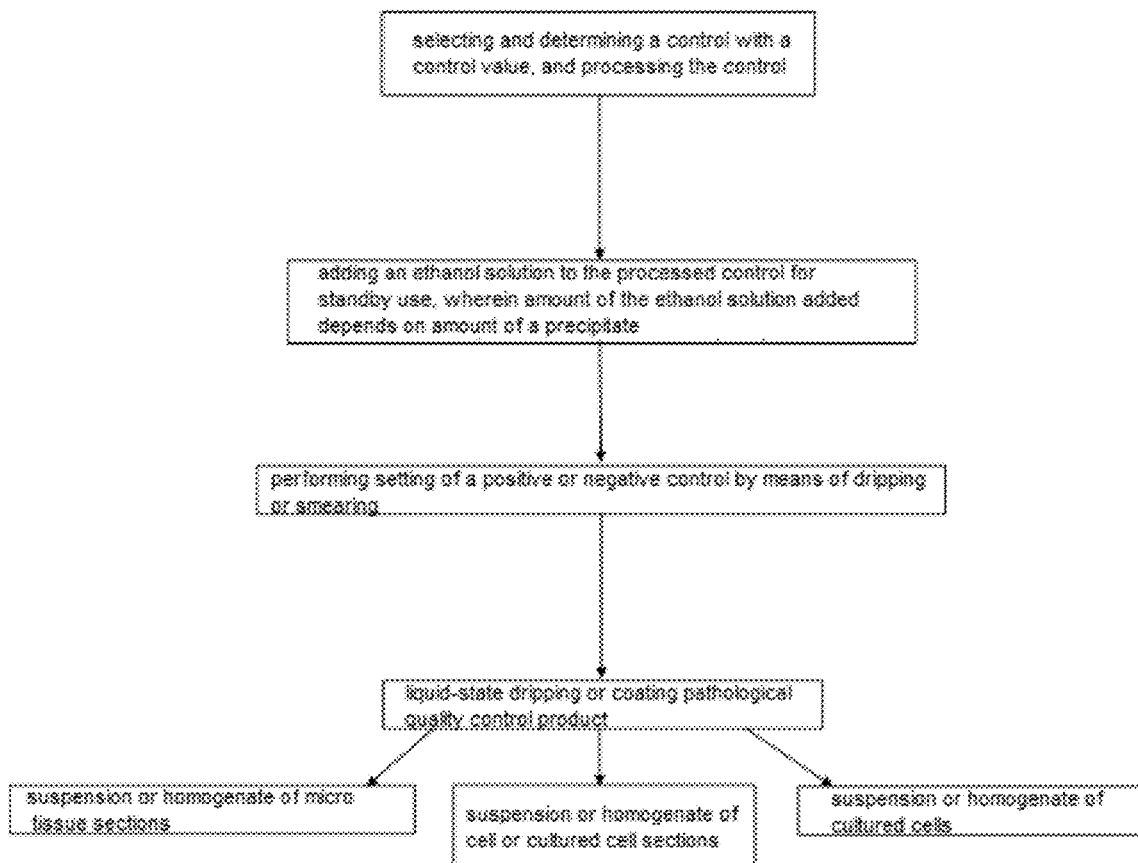 selecting and determining a control with a
control value, and processing the control
adding an ethanol solution to the processed control for
standby use, wherein amount of the ethanol solution added
depends on amount of a precipitate
performing setting of a positive or negative control by means of dripping
or smearing
liquid-state dripping or coating pathological
quality control product
suspension or homogenate of micro
tissue sections
suspension or homogenate of
cell or cultured cell sections
suspension or homogenate of
cultured cells